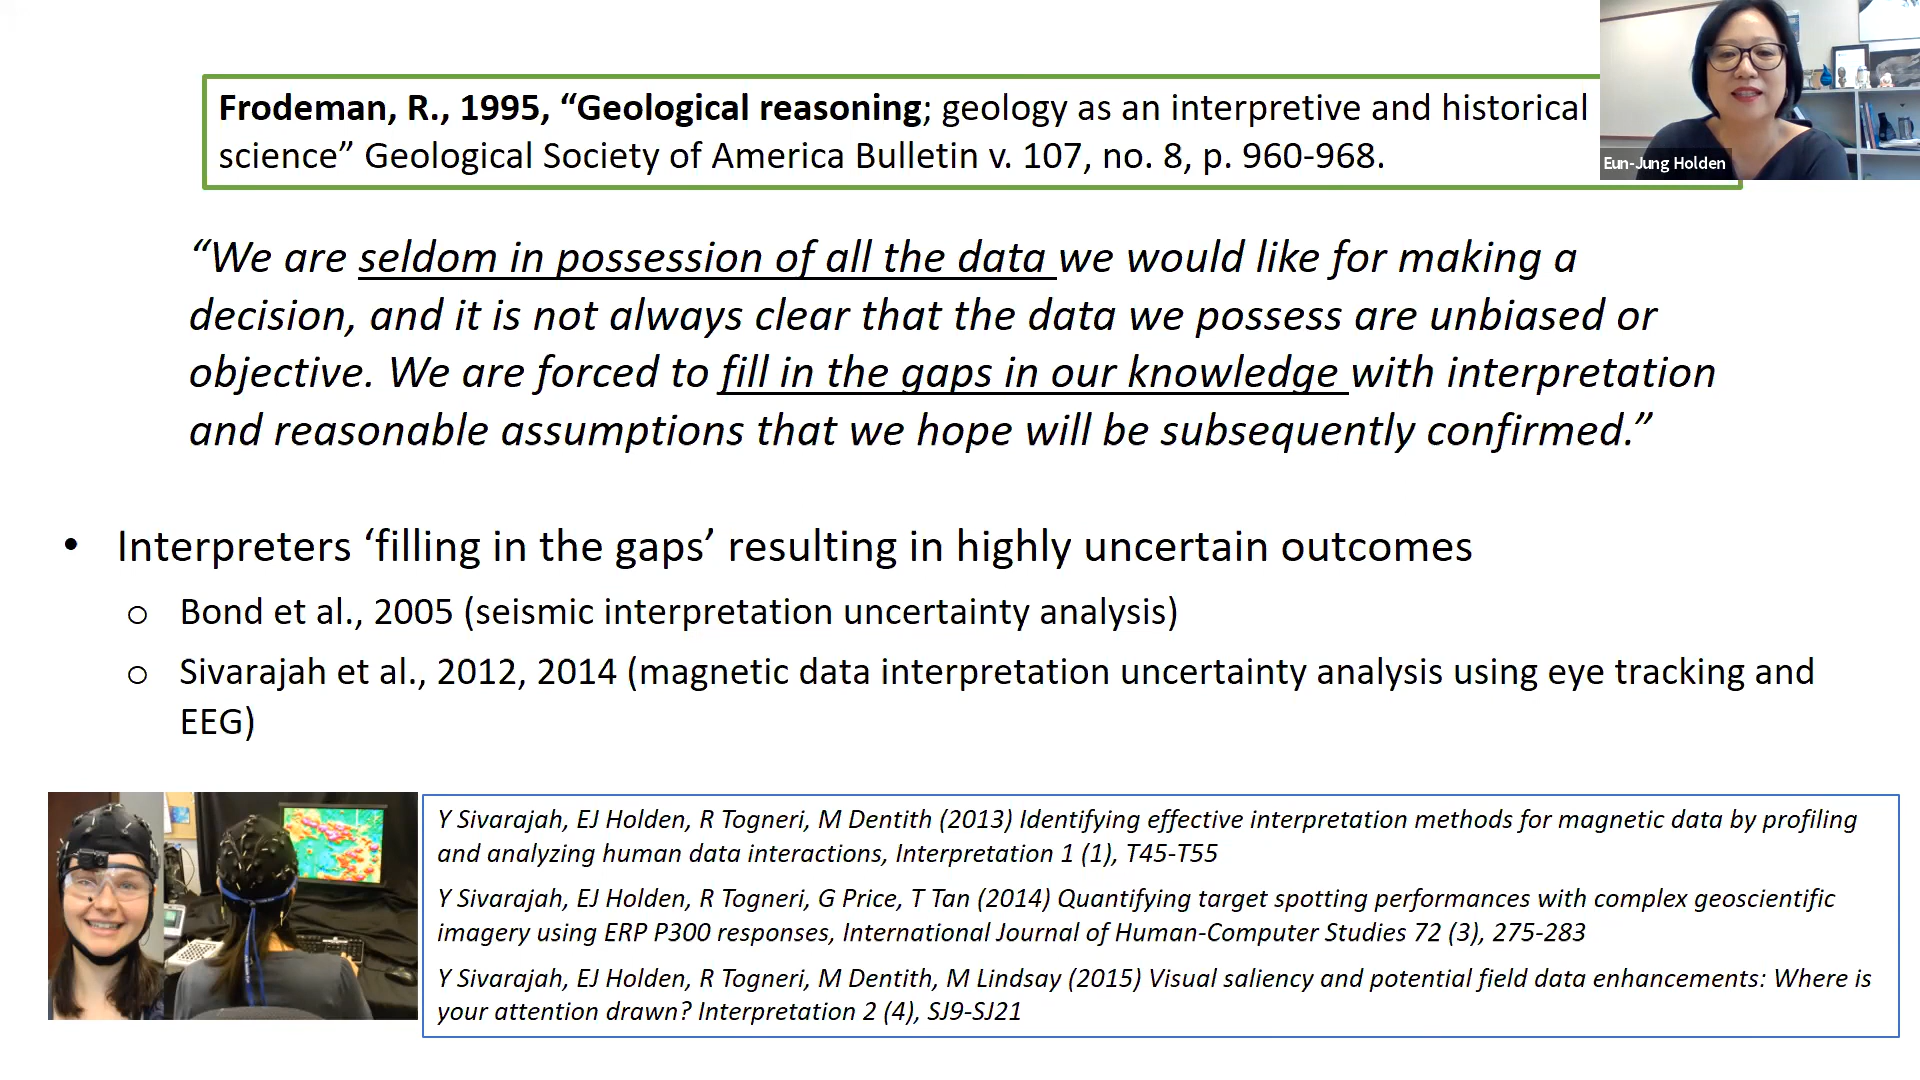 Frodeman, R., 1995, “Geological reasoning; geology as an interpretive and historical
science” Geological Society of America Bulletin v. 107, no. 8, p. 960-968.
Eun-Jung Holden
“We are seldom in possession of all the data we would like for making a
decision, and it is not always clear that the data we possess are unbiased or
objective. We are forced to fill in the gaps in our knowledge with interpretation
and reasonable assumptions that we hope will be subsequently confirmed.”
• Interpreters ‘filling in the gaps’ resulting in highly uncertain outcomes
o Bond et al., 2005 (seismic interpretation uncertainty analysis)
o Sivarajah et al., 2012, 2014 (magnetic data interpretation uncertainty analysis using eye tracking and
EEG)
Y Sivarajah, EJ Holden, R Togneri, M Dentith (2013) Identifying effective interpretation methods for magnetic data by profiling
and analyzing human data interactions, Interpretation 1 (1), T45-T55
Y Sivarajah, EJ Holden, R Togneri, G Price, T Tan (2014) Quantifying target spotting performances with complex geoscientific
imagery using ERP P300 responses, International Journal of Human-Computer Studies 72 (3), 275-283
Y Sivarajah, EJ Holden, R Togneri, M Dentith, M Lindsay (2015) Visual saliency and potential field data enhancements: Where is
your attention drawn? Interpretation 2 (4), SJ9-SJ21